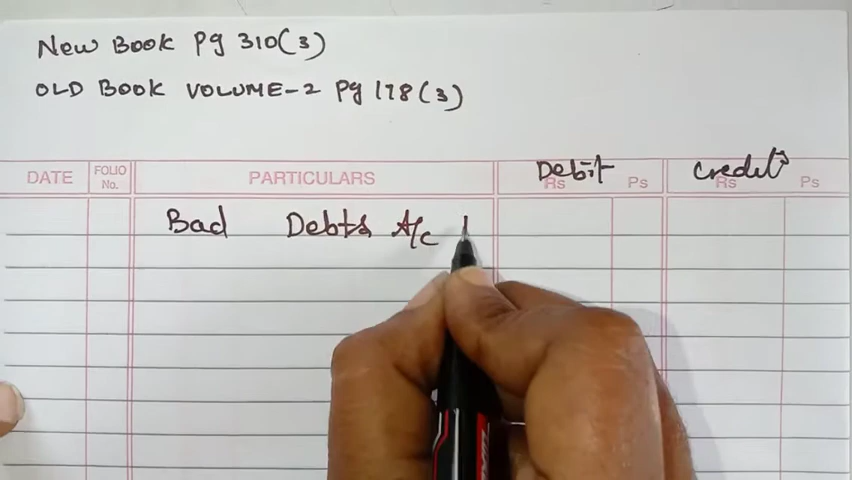 New Book Pg 310(3)
OLD BOOK VOLUME-2 Pg 178(3)
DATE FOLIO No. PARTICULARS Debit Rs Ps Credit Rs Ps
Bad Debts A/c